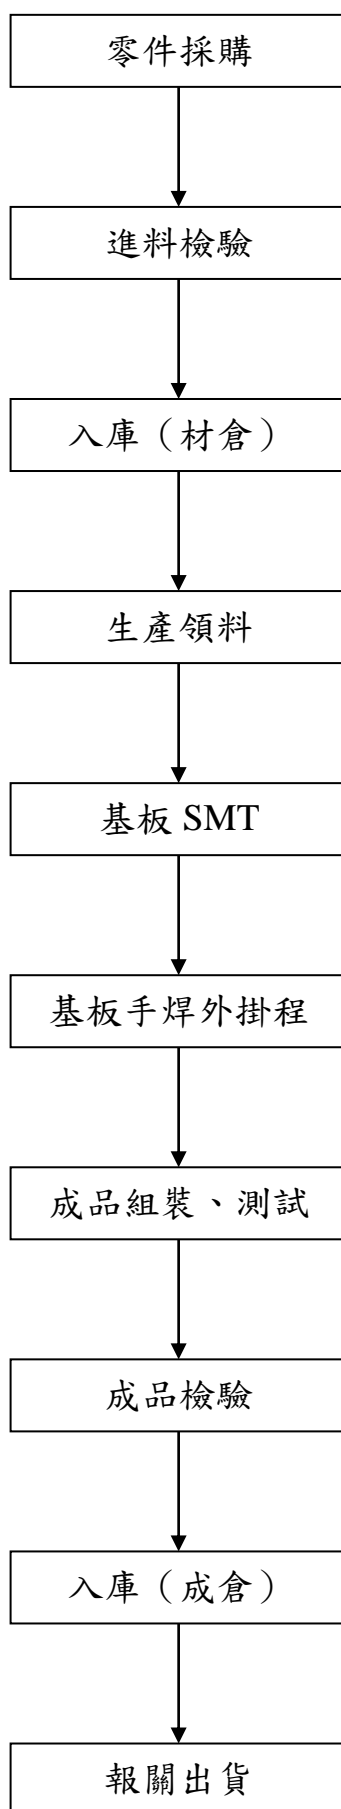 零件採購
進料檢驗
入庫（材倉）
生產領料
基板 SMT
基板手焊外掛程
成品組裝、測試
成品檢驗
入庫（成倉）
報關出貨